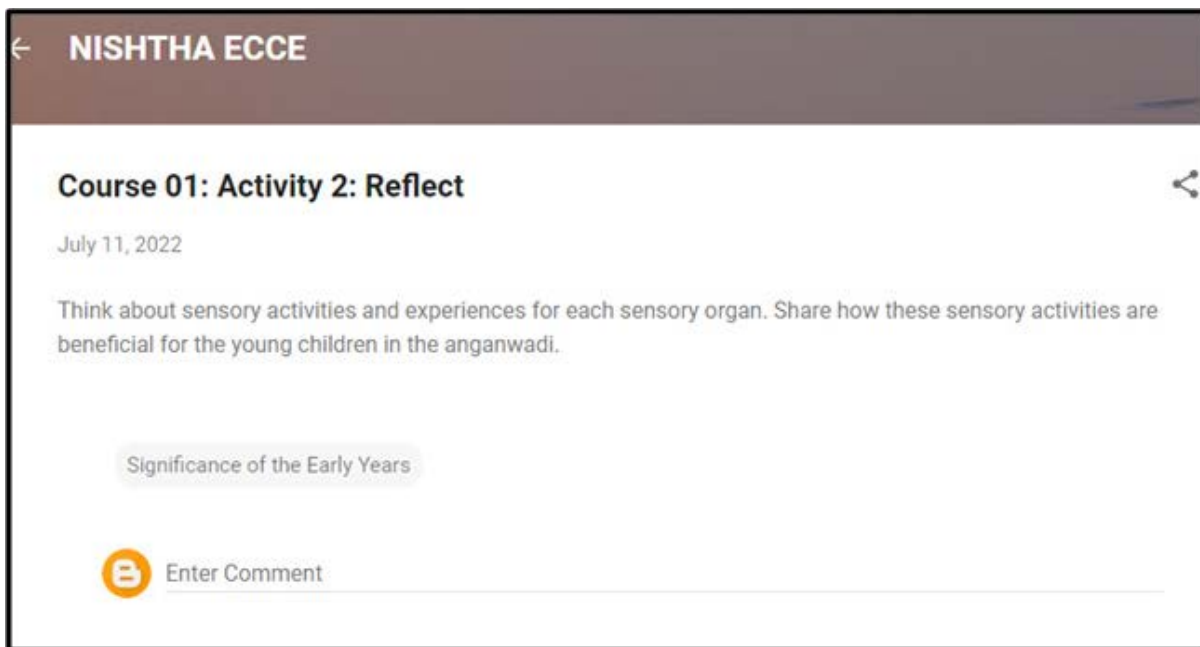 NISHTHA ECCE
Course 01: Activity 2: Reflect
July 11, 2022
Think about sensory activities and experiences for each sensory organ. Share how these sensory activities are
beneficial for the young children in the anganwadi.
Significance of the Early Years
Enter Comment